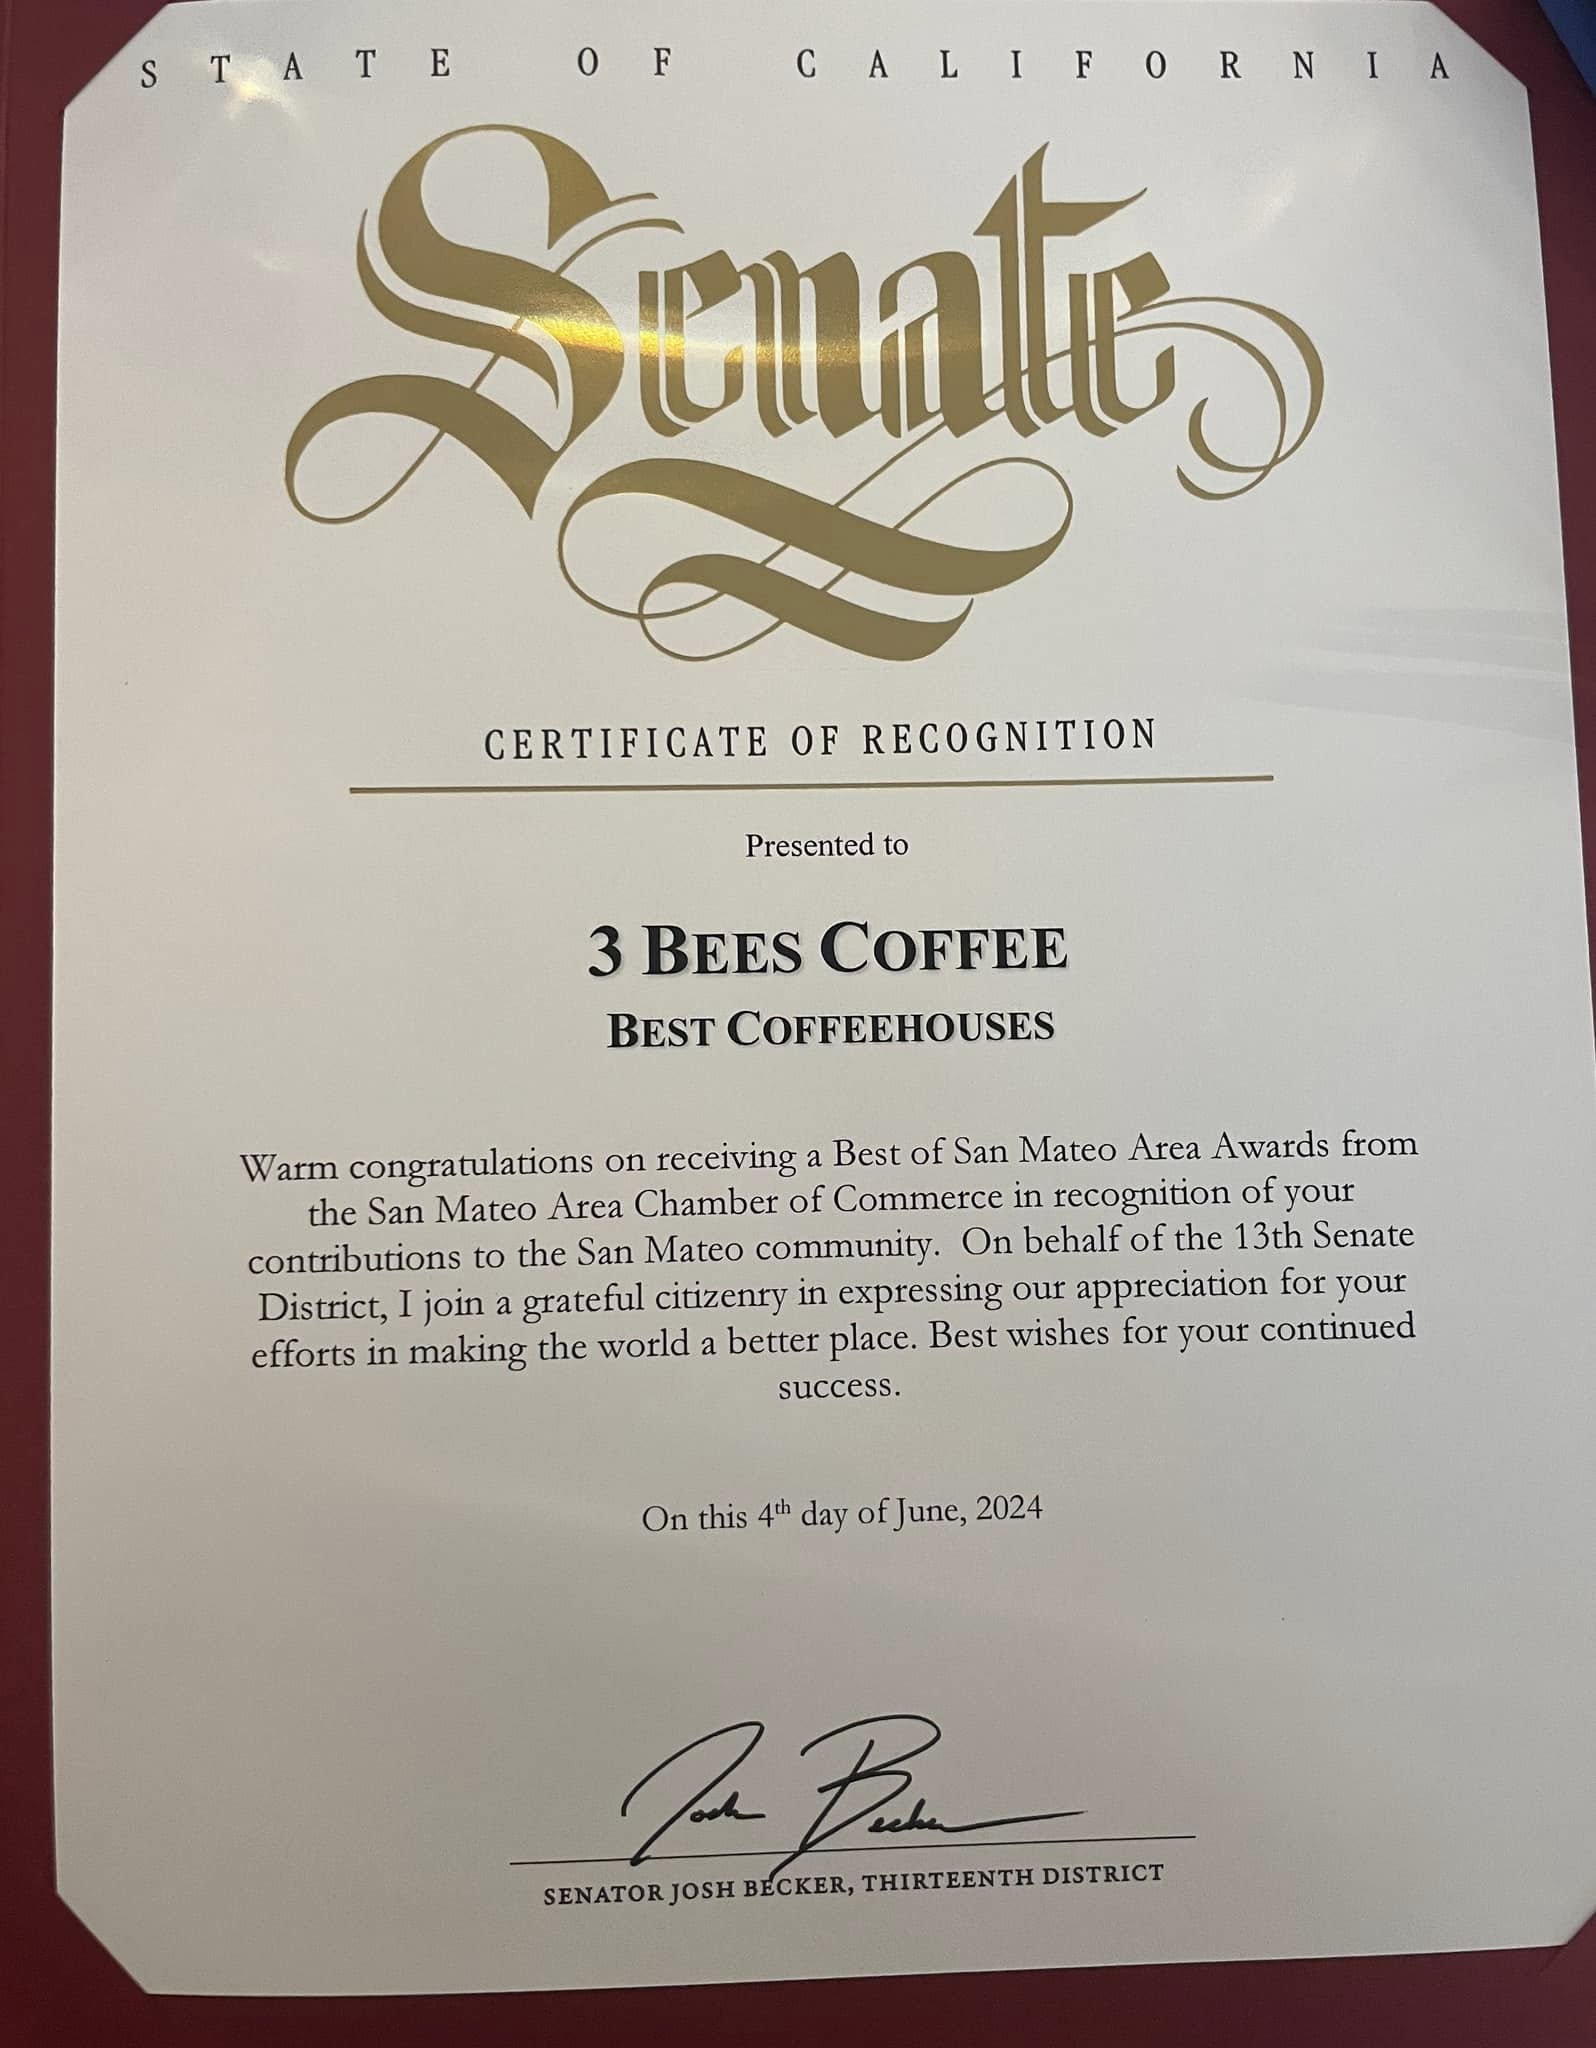 STATE OF CALIFORNIA
Senate
CERTIFICATE OF RECOGNITION
Presented to
3 BEES COFFEE
BEST COFFEEHOUSES
Warm congratulations on receiving a Best of San Mateo Area Awards from
the San Mateo Area Chamber of Commerce in recognition of your
contributions to the San Mateo community.  On behalf of the 13th Senate
District, I join a grateful citizenry in expressing our appreciation for your
efforts in making the world a better place. Best wishes for your continued
success.
On this 4th day of June, 2024
Josh Becker
SENATOR JOSH BECKER, THIRTEENTH DISTRICT